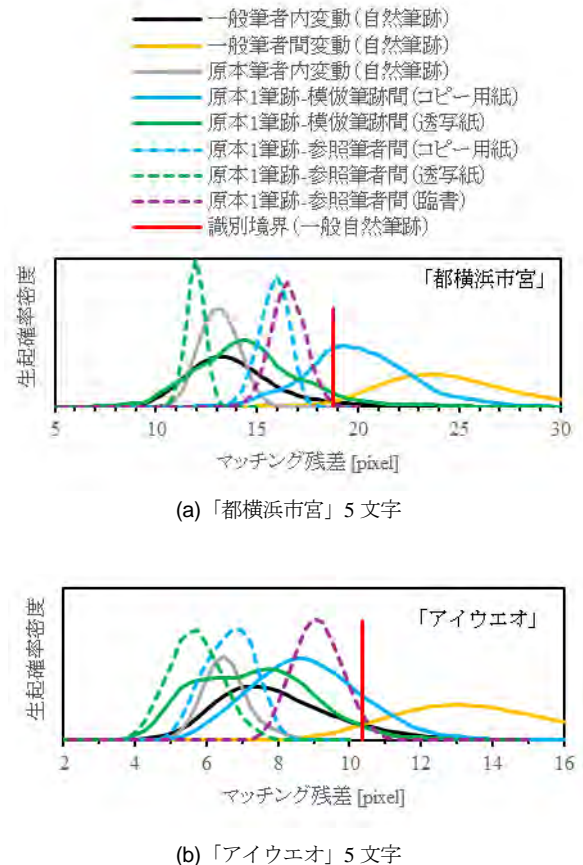 一般筆者内変動(自然筆跡)
一般筆者間変動(自然筆跡)
原本筆者内変動(自然筆跡)
原本1筆跡-模倣筆跡間(コピー用紙)
原本1筆跡-模倣筆跡間(透写紙)
原本1筆跡-参照筆者間(コピー用紙)
原本1筆跡-参照筆者間(透写紙)
原本1筆跡-参照筆者間(臨書)
識別境界(一般自然筆跡)
「都横浜市宮」
生起確率密度
5 10 15 20 25 30
マッチング残差 [pixel]
(a)「都横浜市宮」5 文字
「アイウエオ」
生起確率密度
2 4 6 8 10 12 14 16
マッチング残差 [pixel]
(b)「アイウエオ」5 文字